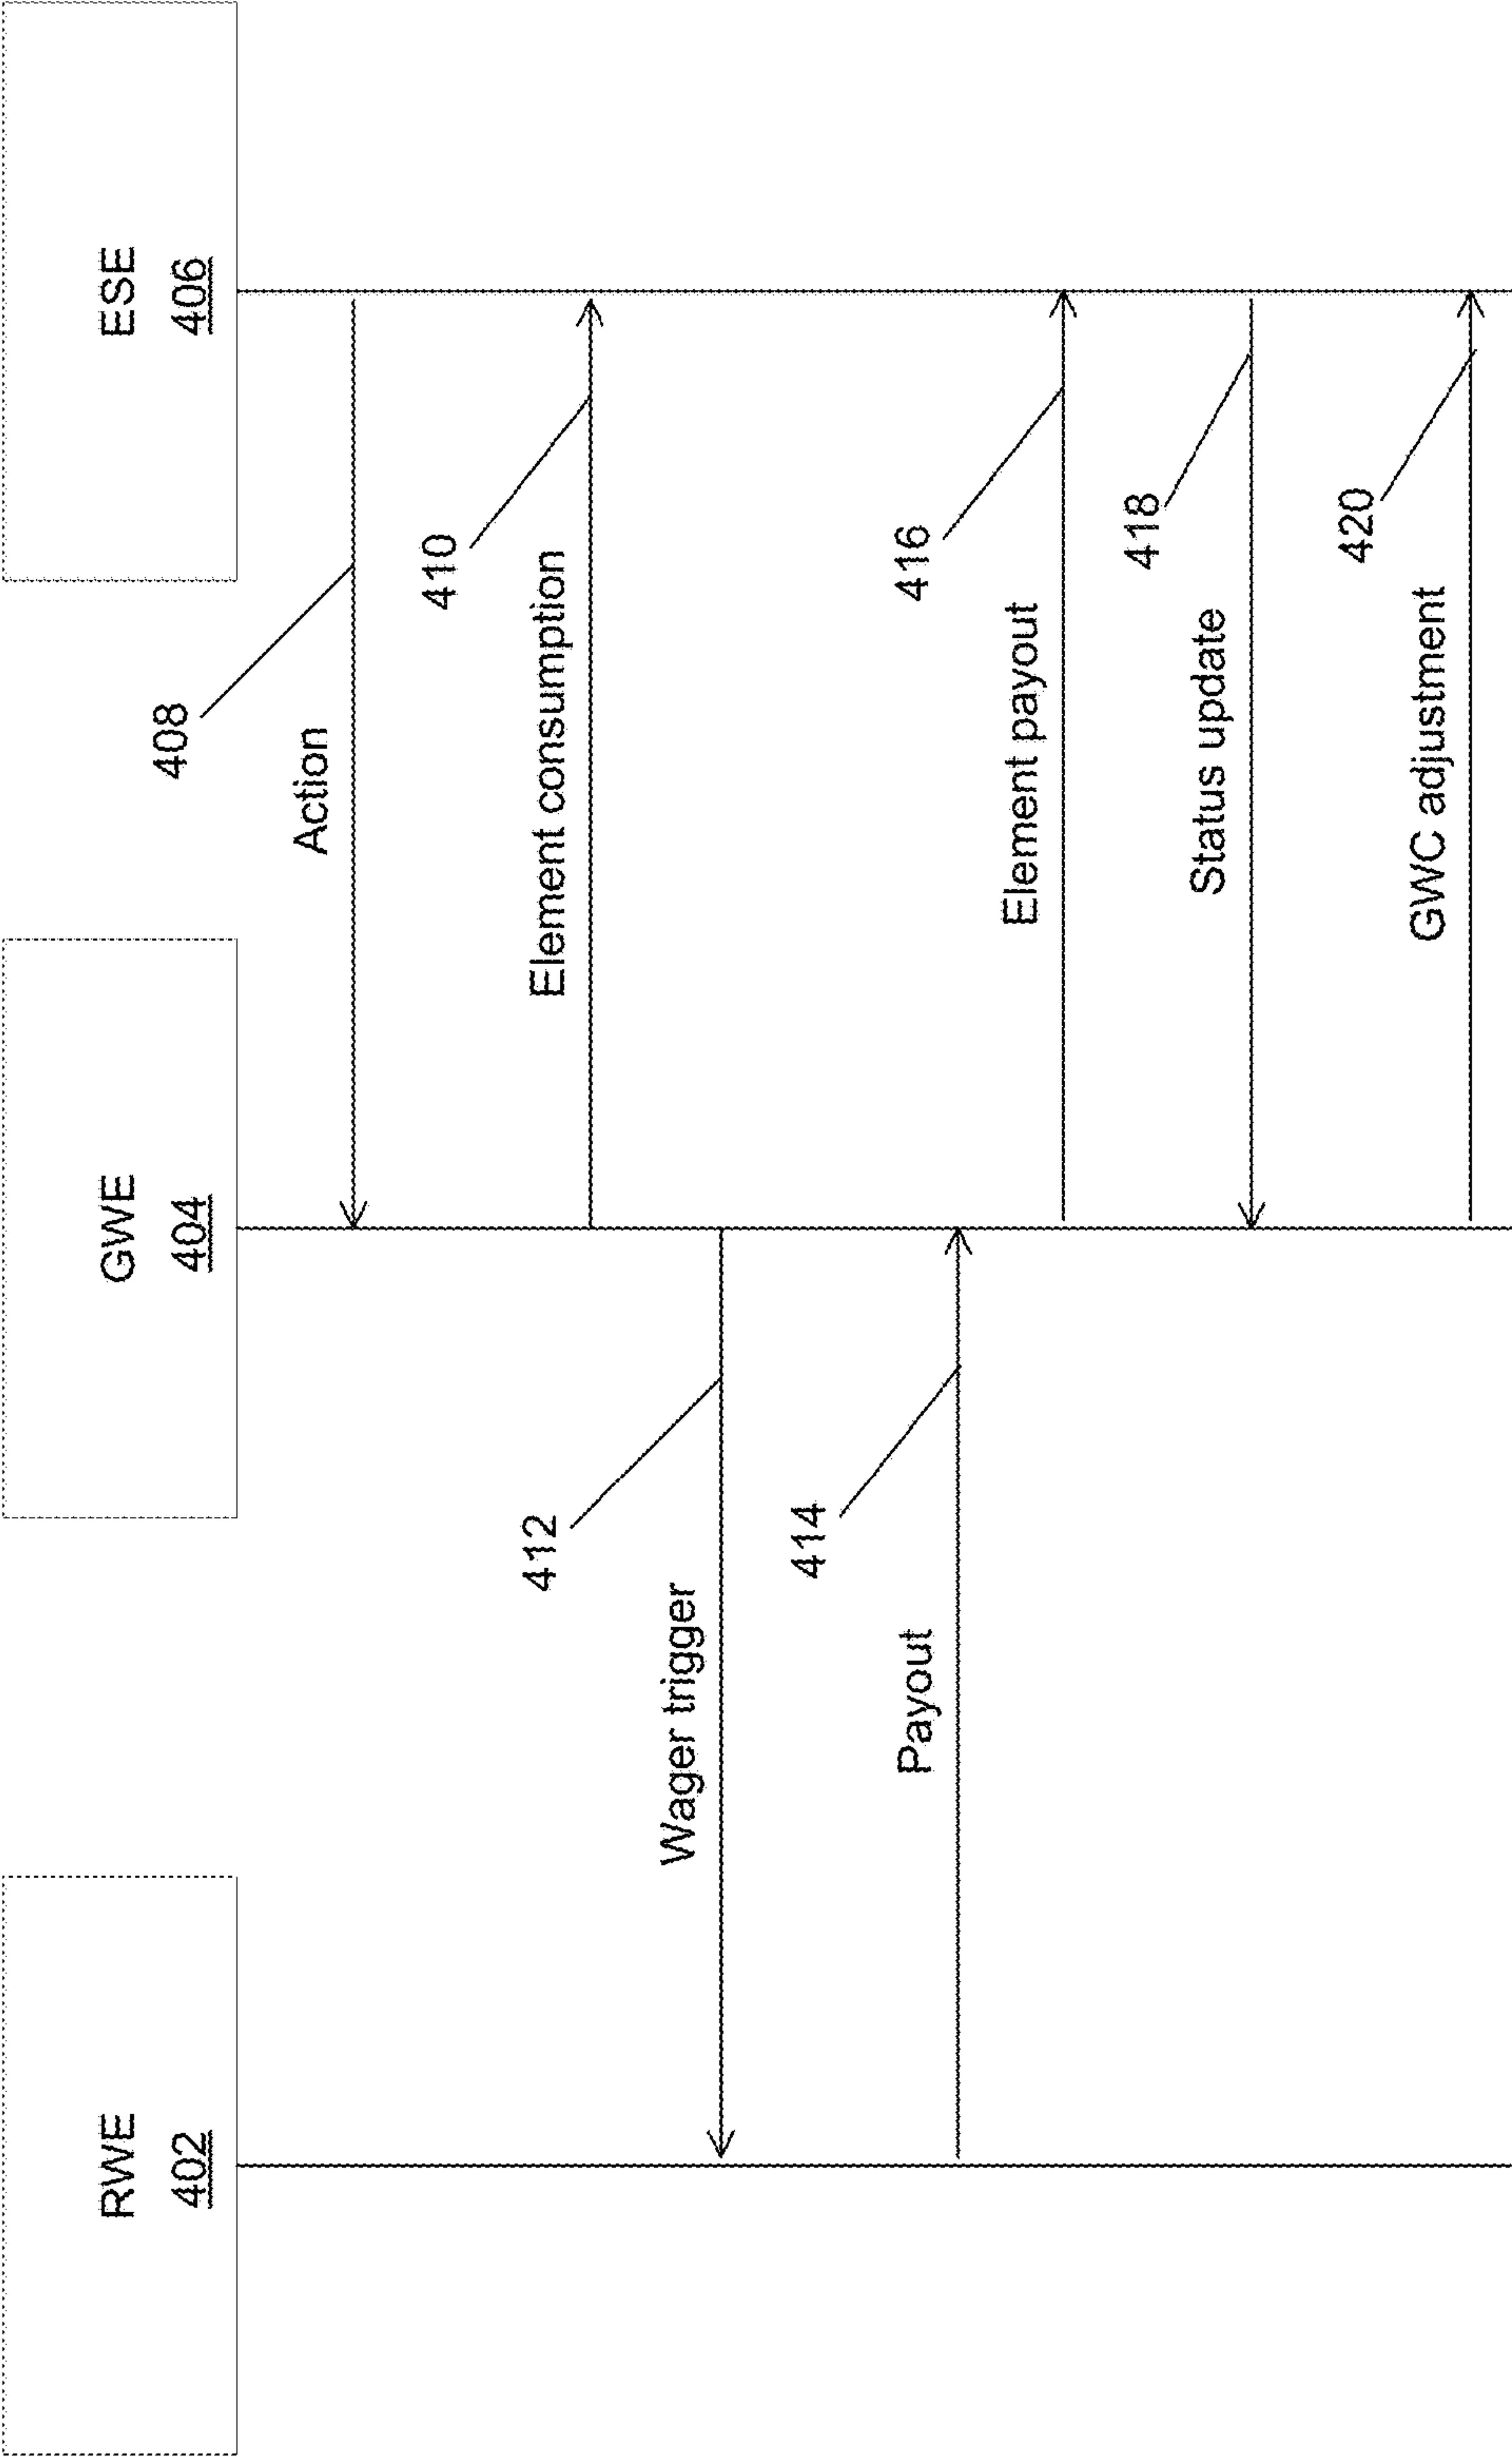 RWE
402
GWE
404
ESE
406
408
Action
410
Element consumption
412
Wager trigger
414
Payout
416
Element payout
418
Status update
420
GWC adjustment